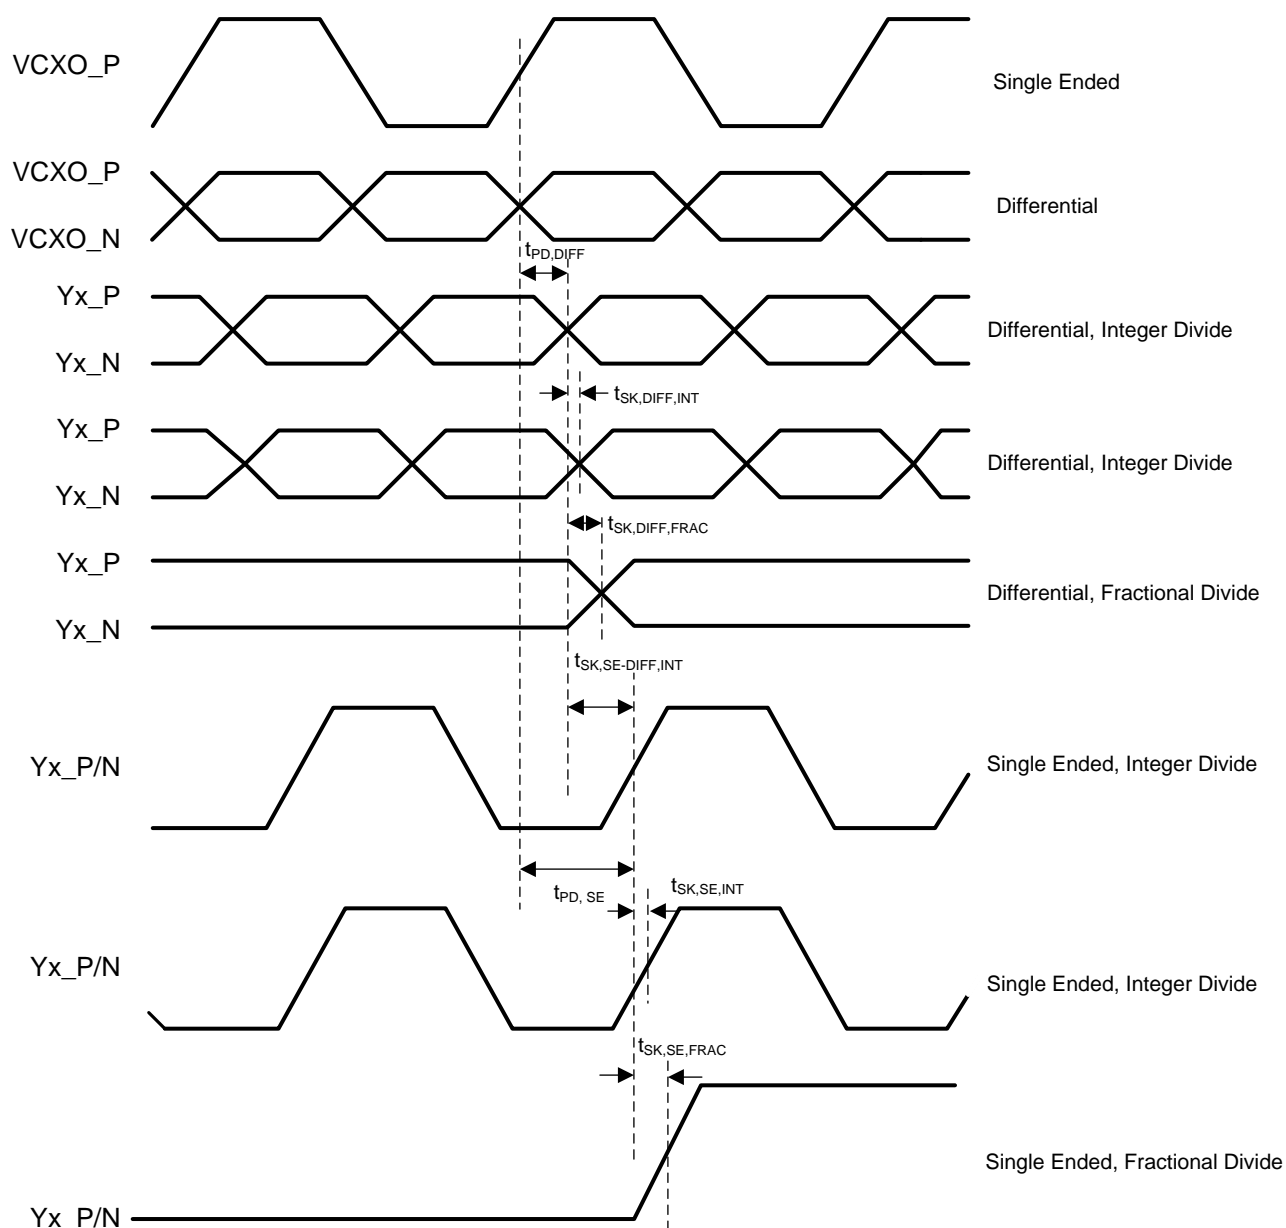 VCXO_P
Single Ended
VCXO_P
Differential
VCXO_N
tPD,DIFF
Yx_P
Differential, Integer Divide
Yx_N
tSK,DIFF,INT
Yx_P
Differential, Integer Divide
Yx_N
tSK,DIFF,FRAC
Yx_P
Differential, Fractional Divide
Yx_N
tSK,SE-DIFF,INT
Yx_P/N
Single Ended, Integer Divide
tPD, SE
tSK,SE,INT
Yx_P/N
Single Ended, Integer Divide
tSK,SE,FRAC
Single Ended, Fractional Divide
Yx_P/N